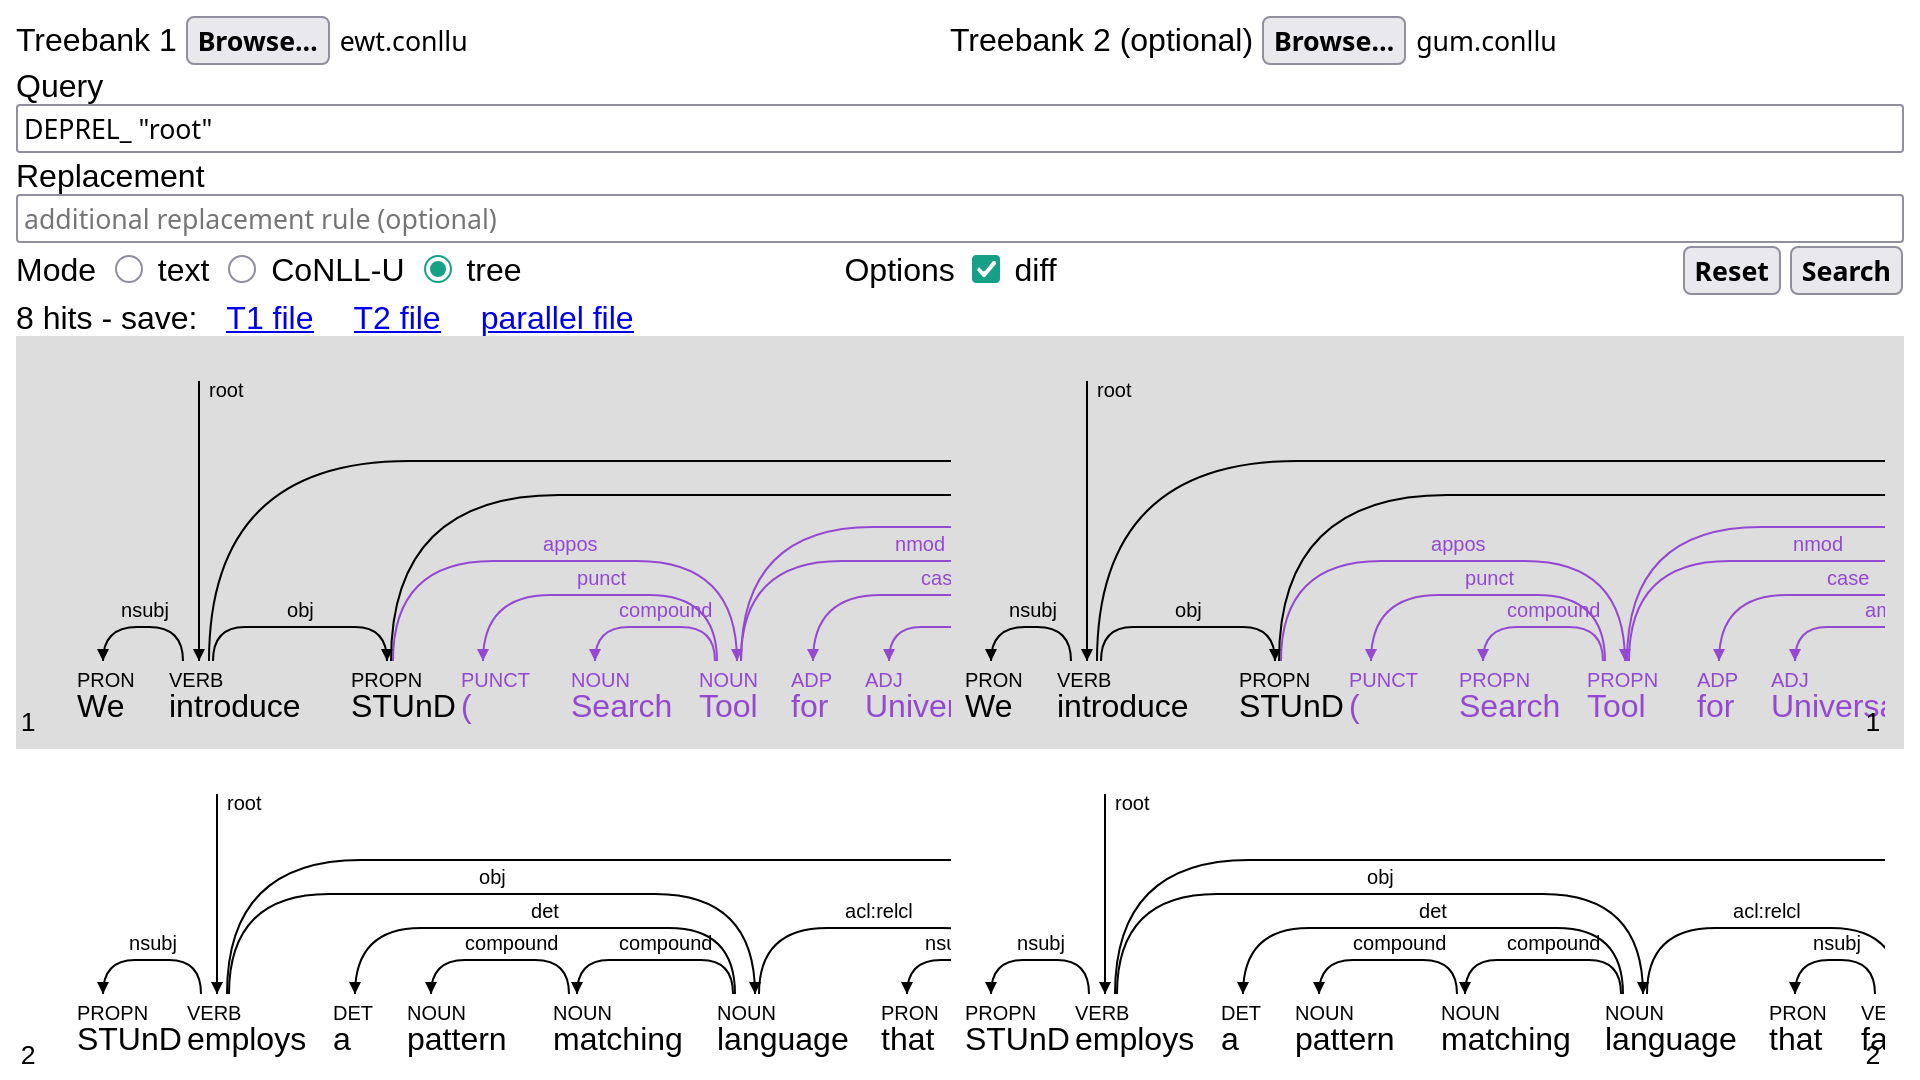 Treebank 1 Browse... ewt.conllu Treebank 2 (optional) Browse... gum.conllu
Query
DEPREL_ "root"
Replacement
additional replacement rule (optional)
Mode text CoNLL-U tree Options diff Reset Search
8 hits - save: T1 file T2 file parallel file
root root
appos nmod appos nmod
punct punct case
nsubj obj compound nsubj obj compound
PRON VERB PROPN PUNCT NOUN NOUN ADP ADJ PRON VERB PROPN PUNCT PROPN PROPN ADP ADJ
We introduce STUnD ( Search Tool for We introduce STUnD ( Search Tool for
1 1
root root
obj obj
det acl:relcl det acl:relcl
nsubj compound compound nsubj compound compound nsubj
PROPN VERB DET NOUN NOUN NOUN PRON PROPN VERB DET NOUN NOUN NOUN PRON
STUnD employs a pattern matching language that STUnD employs a pattern matching language that
2 2